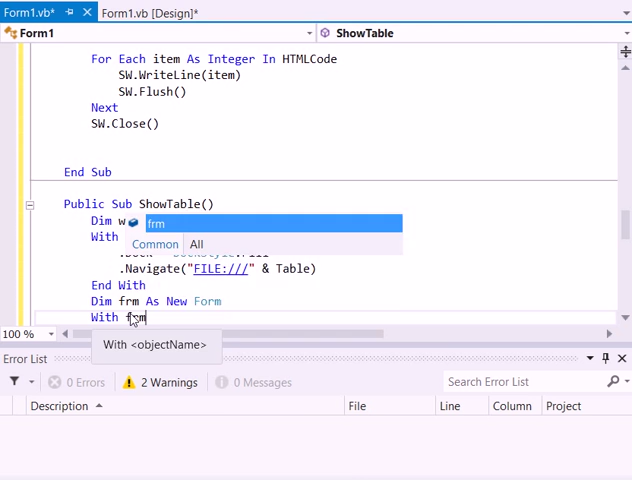 Form1.vb* Form1.vb [Design]*
Form1 ShowTable
For Each item As Integer In HTMLCode
SW.WriteLine(item)
SW.Flush()
Next
SW.Close()
End Sub
Public Sub ShowTable()
Dim w
frm
With
Common All
.Navigate("FILE:///" & Table)
End With
Dim frm As New Form
With frm
100 %
With <objectName>
Error List
0 Errors 2 Warnings 0 Messages Search Error List
Description File Line Column Project